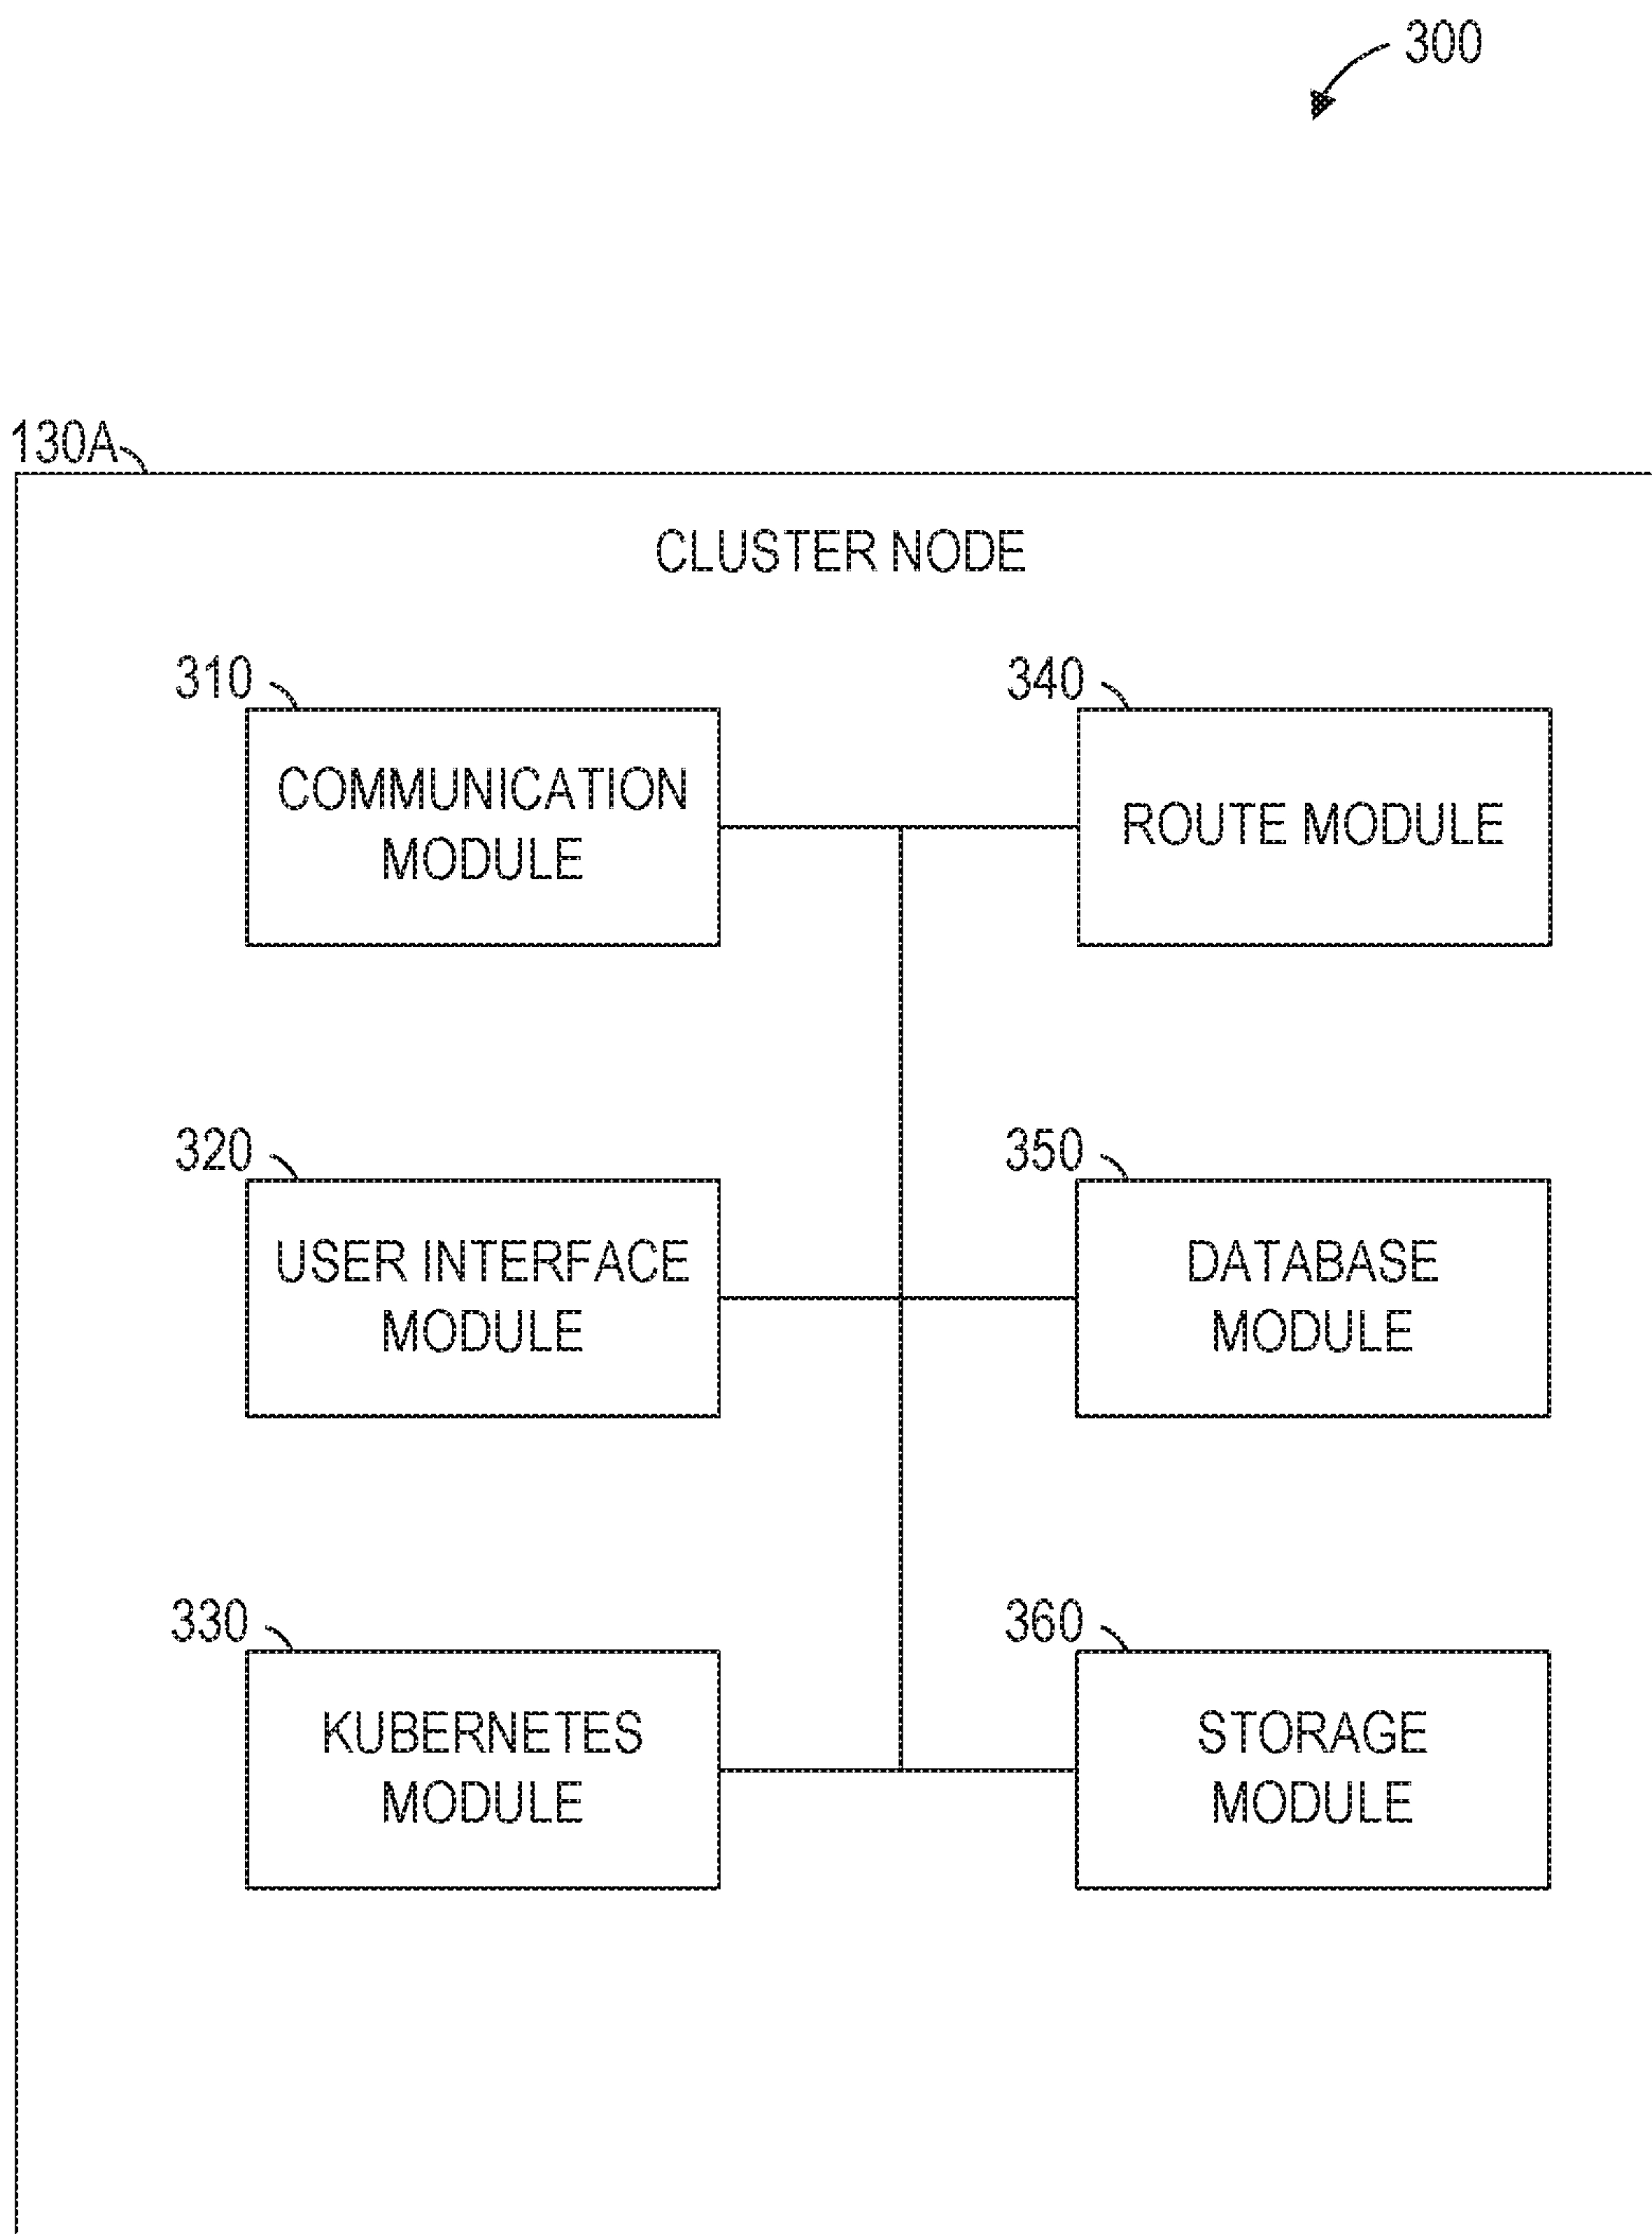 300
130A
CLUSTER NODE
310
COMMUNICATION
MODULE
340
ROUTE MODULE
320
USER INTERFACE
MODULE
350
DATABASE
MODULE
330
KUBERNETES
MODULE
360
STORAGE
MODULE